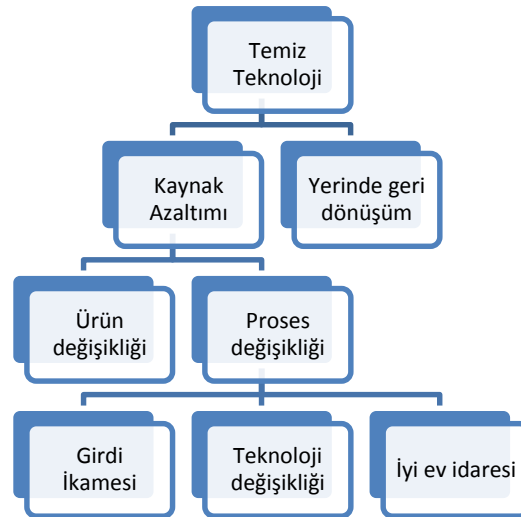 Temiz
Teknoloji
Kaynak
Azaltımı
Yerinde geri
dönüşüm
Ürün
değişikliği
Proses
değişikliği
Girdi
İkamesi
Teknoloji
değişikliği
İyi ev idaresi